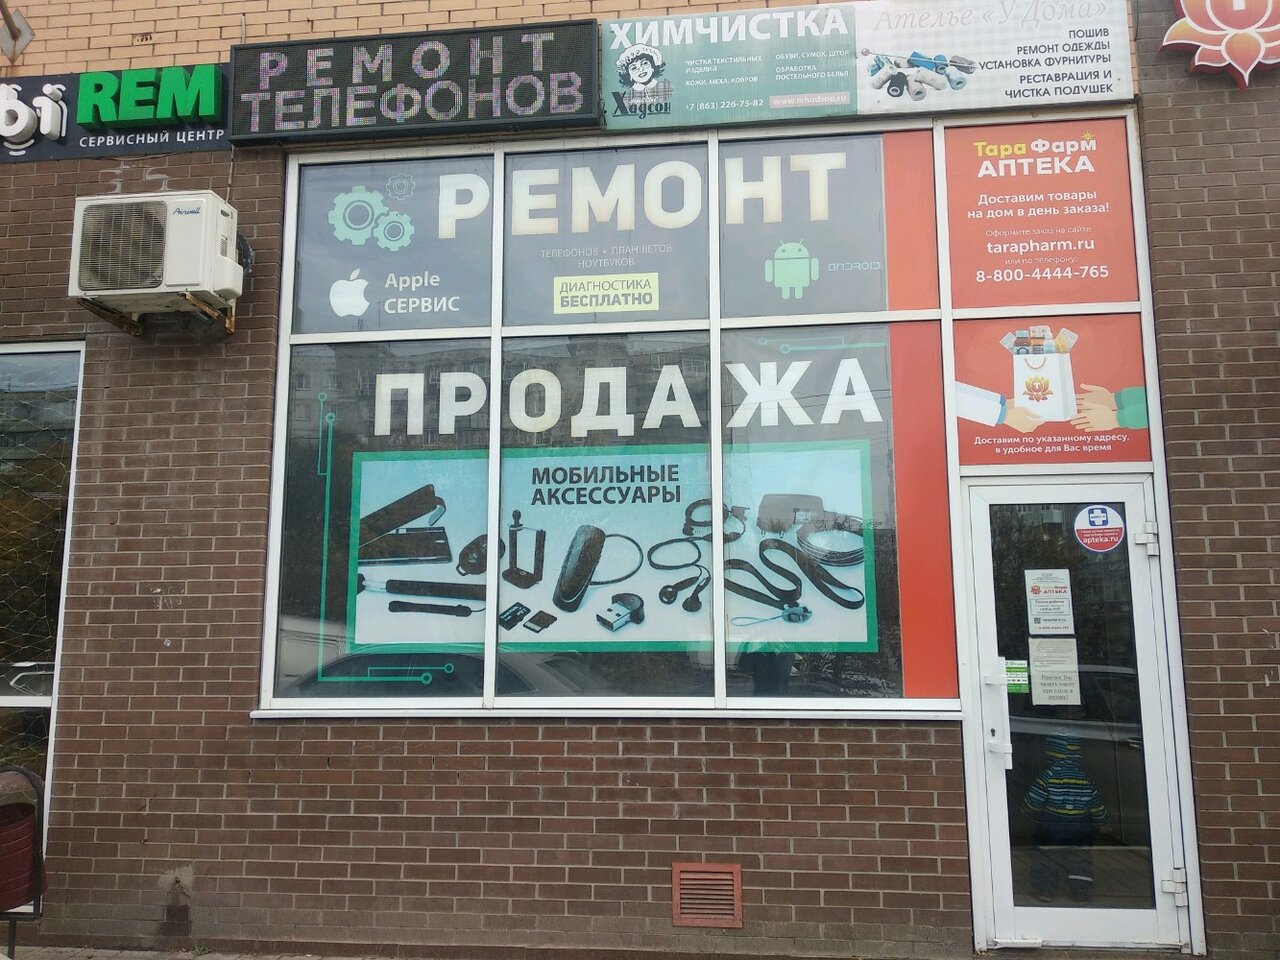 ыi REM
СЕРВИСНЫЙ ЦЕНТР
РЕМОНТ
ТЕЛЕФОНОВ
ХИМЧИСТКА
ЧИСТКА ТЕКСТИЛЬНЫХ
ИЗДЕЛИЙ
КОЖИ, МЕХА, КОВРОВ
ОБУВИ, СУМОК, ШТОР
ОБРАБОТКА
ПОСТЕЛЬНОГО БЕЛЬЯ
Хадсон
+7 (863) 226-75-82
www.mhudson.ru
Ателье «У Дома»
ПОШИВ
РЕМОНТ ОДЕЖДЫ
УСТАНОВКА ФУРНИТУРЫ
РЕСТАВРАЦИЯ И
ЧИСТКА ПОДУШЕК
Airwell
РЕМОНТ
ТЕЛЕФОНОВ • ПЛАНШЕТОВ
НОУТБУКОВ
ДИАГНОСТИКА
БЕСПЛАТНО
Apple
СЕРВИС
ANDROID
ПРОДАЖА
МОБИЛЬНЫЕ
АКСЕССУАРЫ
ТараФарм
АПТЕКА
Доставим товары
на дом в день заказа!
Оформите заказ на сайте
tarapharm.ru
или по телефону:
8-800-4444-765
Доставим по указанному адресу,
в удобное для Вас время
apteka.ru
АПТЕКА